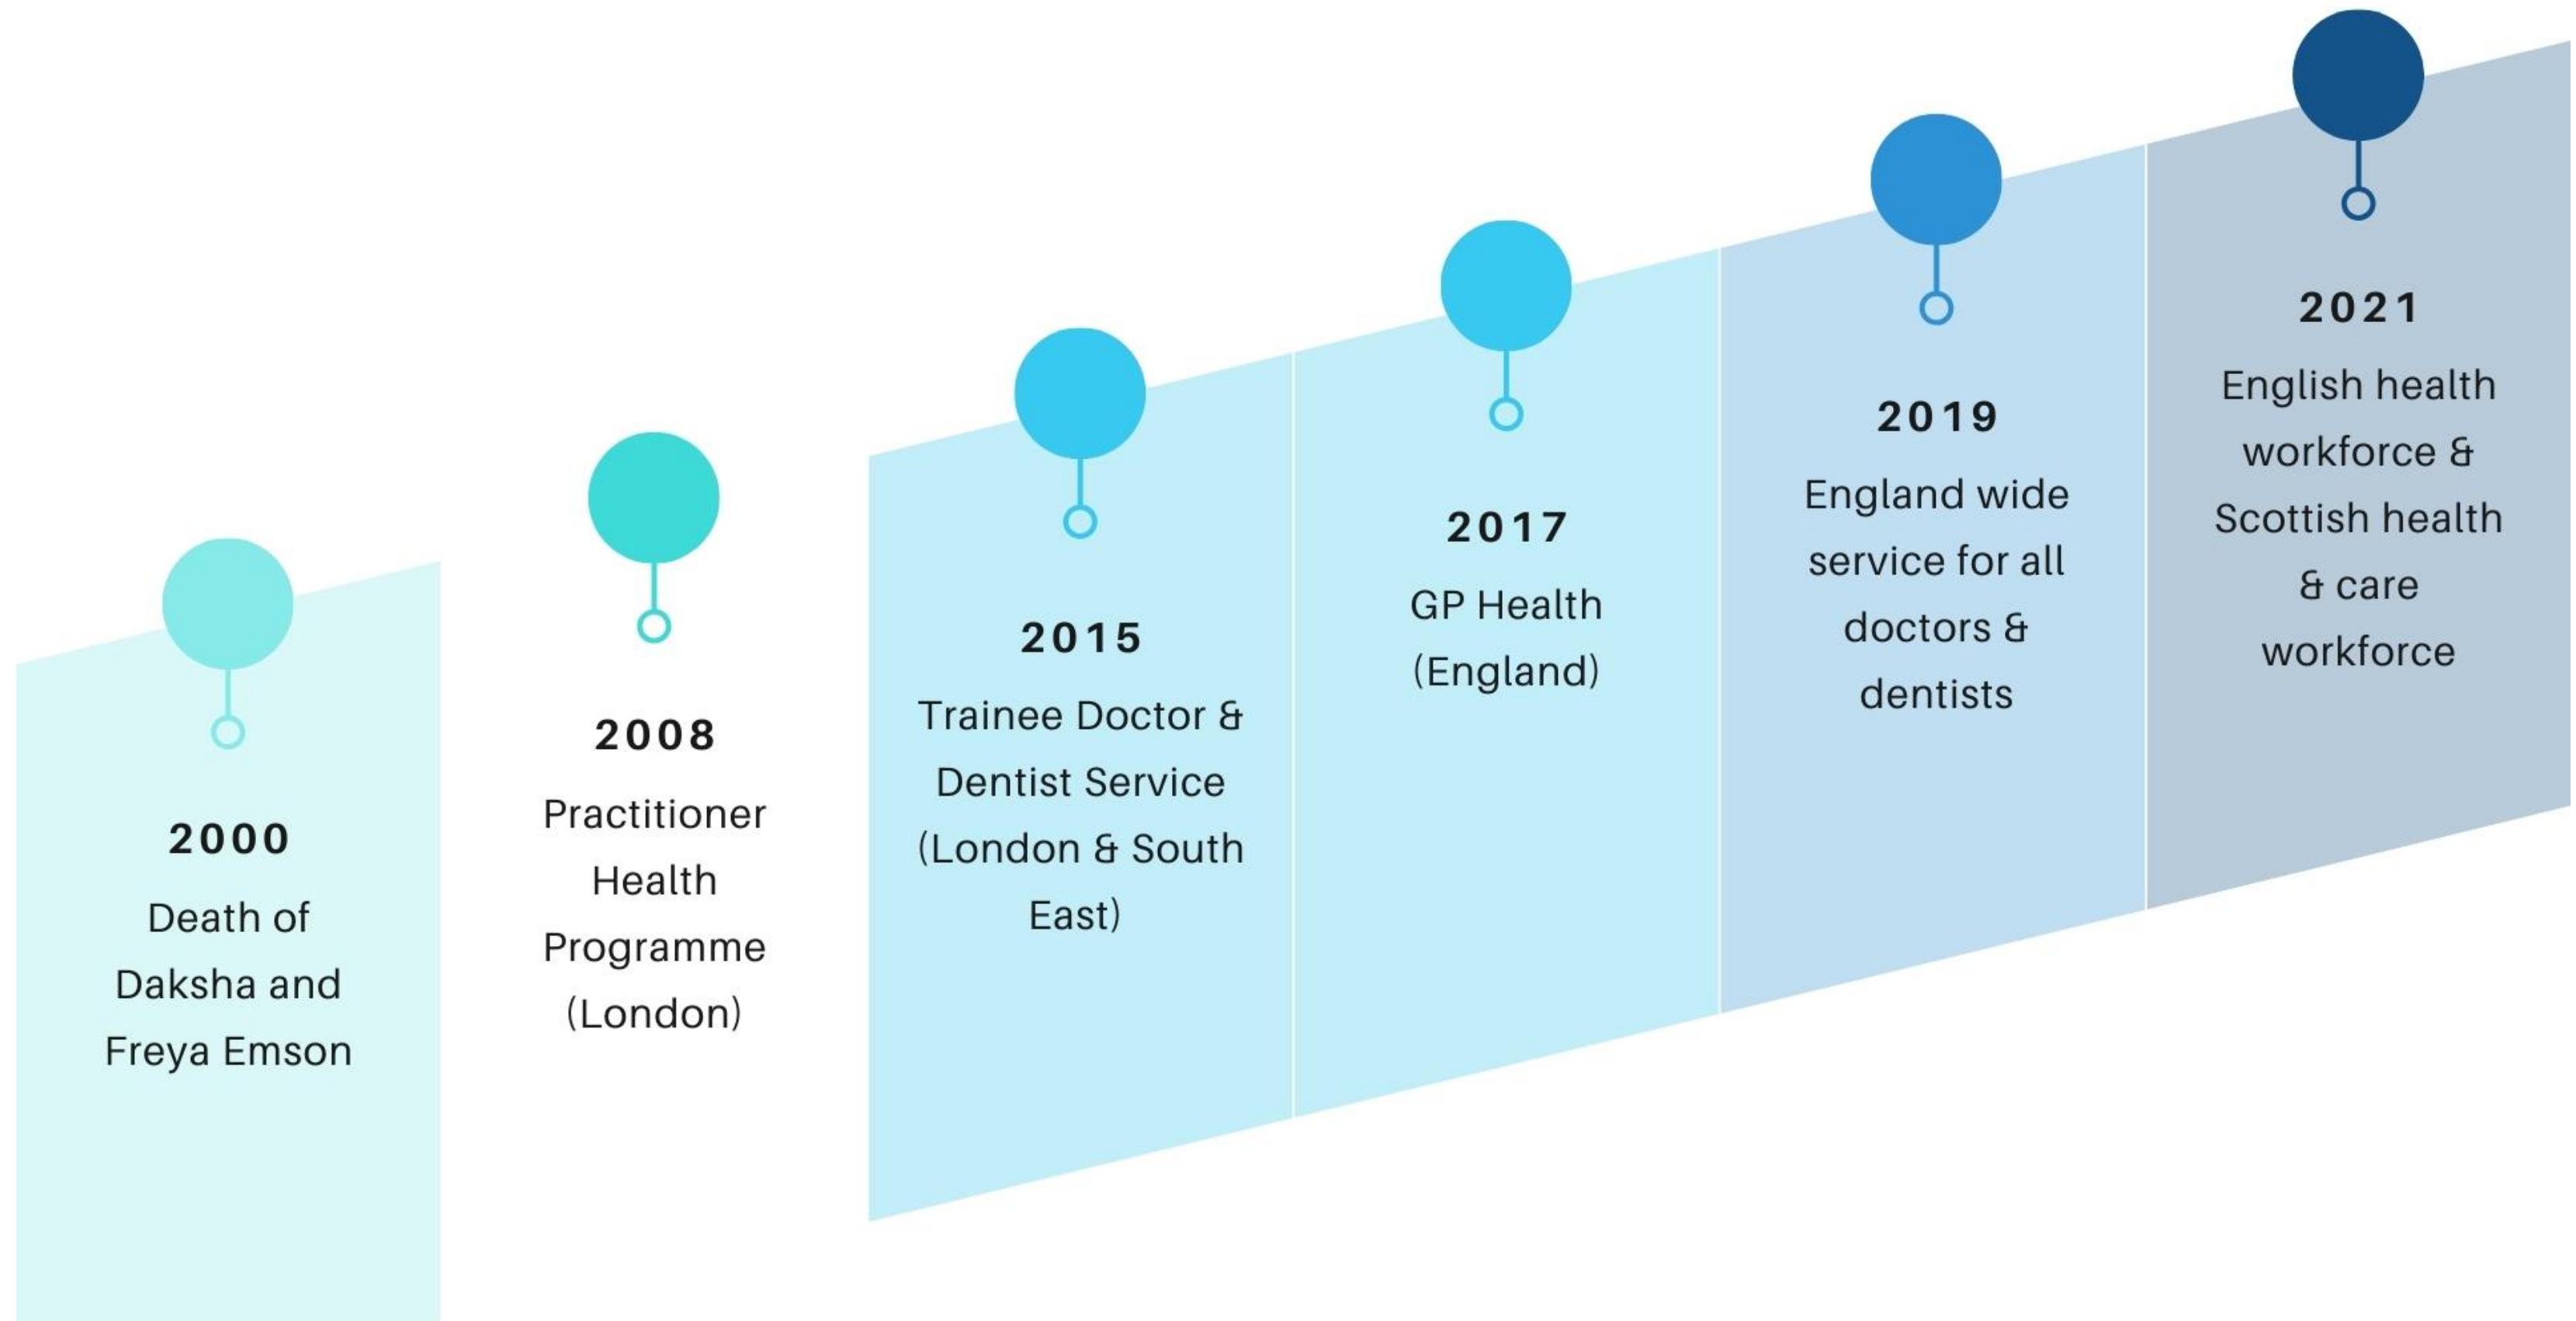 2000
Death of
Daksha and
Freya Emson
2008
Practitioner
Health
Programme
(London)
2015
Trainee Doctor &
Dentist Service
(London & South
East)
2017
GP Health
(England)
2019
England wide
service for all
doctors &
dentists
2021
English health
workforce &
Scottish health
& care
workforce